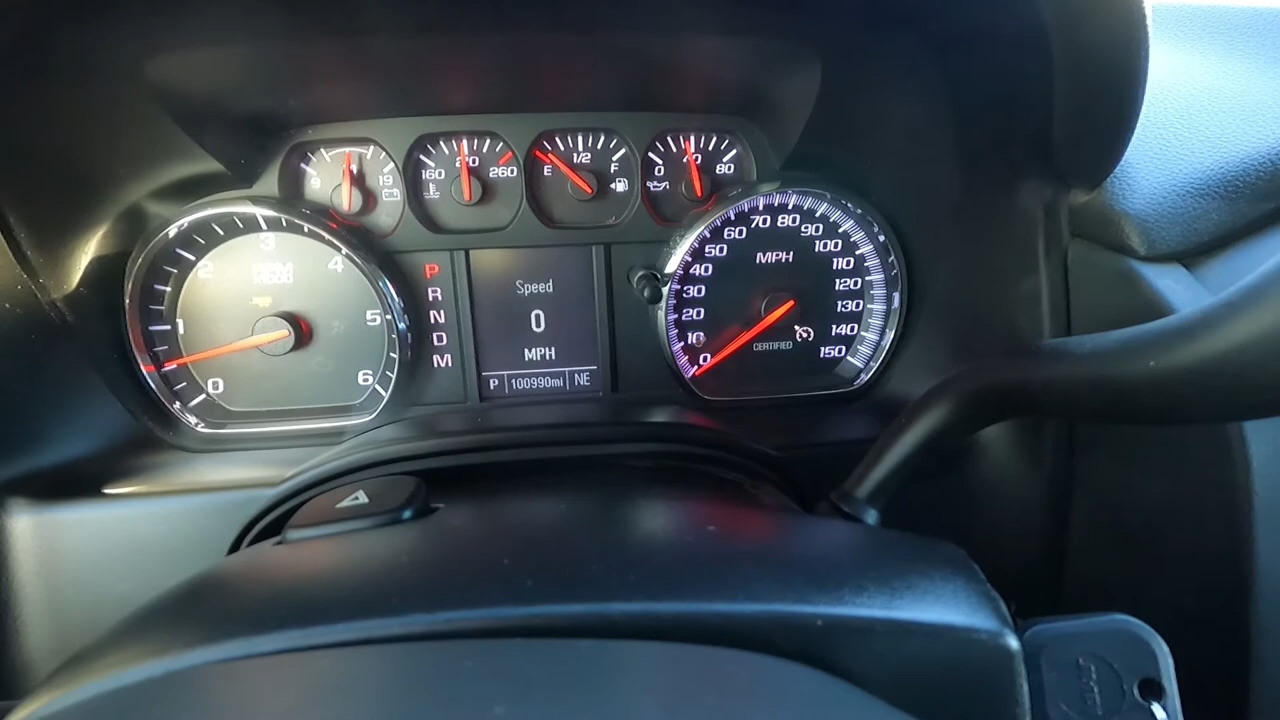 9 19
160 210 260
E 1/2 F
0 40 80
0 1 2 3 4 5 6
RPM
x1000
P
R
N
D
M
Speed
0
MPH
P 100990mi NE
0 10 20 30 40 50 60 70 80 90 100 110 120 130 140 150
MPH
CERTIFIED